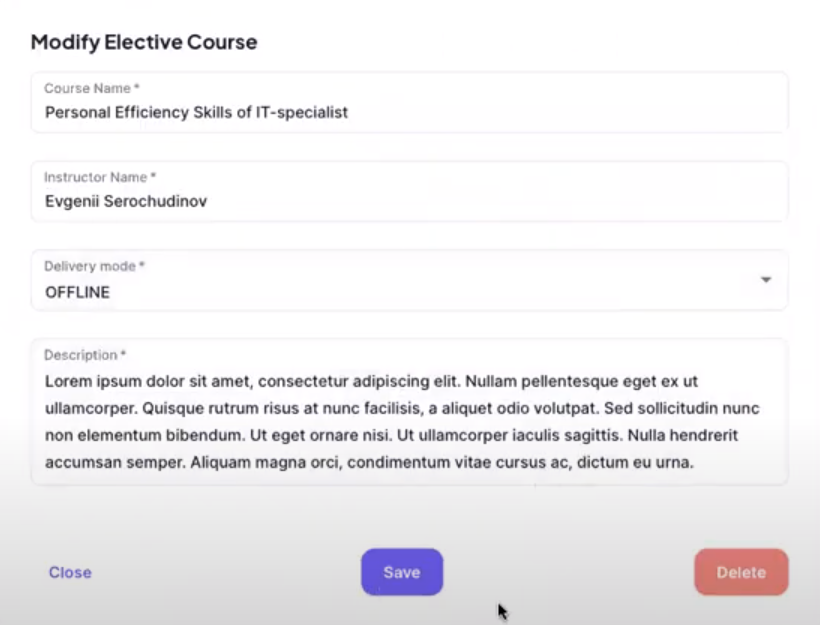 Modify Elective Course
Course Name *
Personal Efficiency Skills of IT-specialist
Instructor Name *
Evgenii Serochudinov
Delivery mode *
OFFLINE
Description *
Lorem ipsum dolor sit amet, consectetur adipiscing elit. Nullam pellentesque eget ex ut
ullamcorper. Quisque rutrum risus at nunc facilisis, a aliquet odio volutpat. Sed sollicitudin nunc
non elementum bibendum. Ut eget ornare nisi. Ut ullamcorper iaculis sagittis. Nulla hendrerit
accumsan semper. Aliquam magna orci, condimentum vitae cursus ac, dictum eu urna.
Close Save Delete